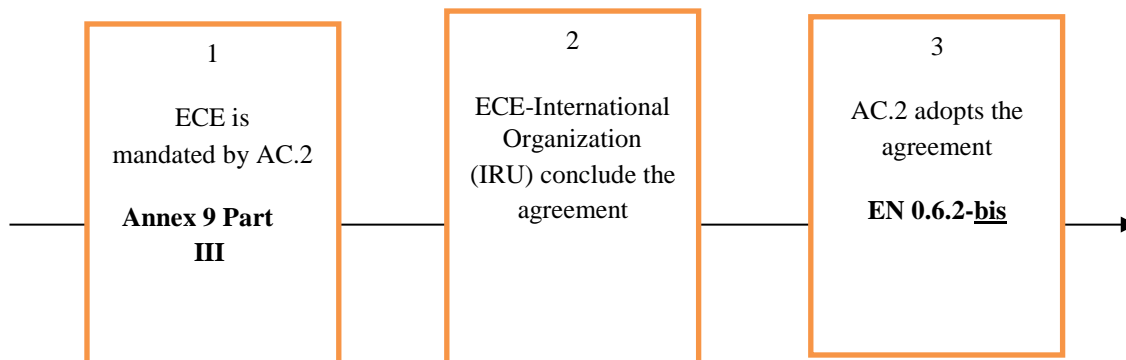 1
ECE is
mandated by AC.2
Annex 9 Part
III
2
ECE-International
Organization
(IRU) conclude the
agreement
3
AC.2 adopts the
agreement
EN 0.6.2-bis